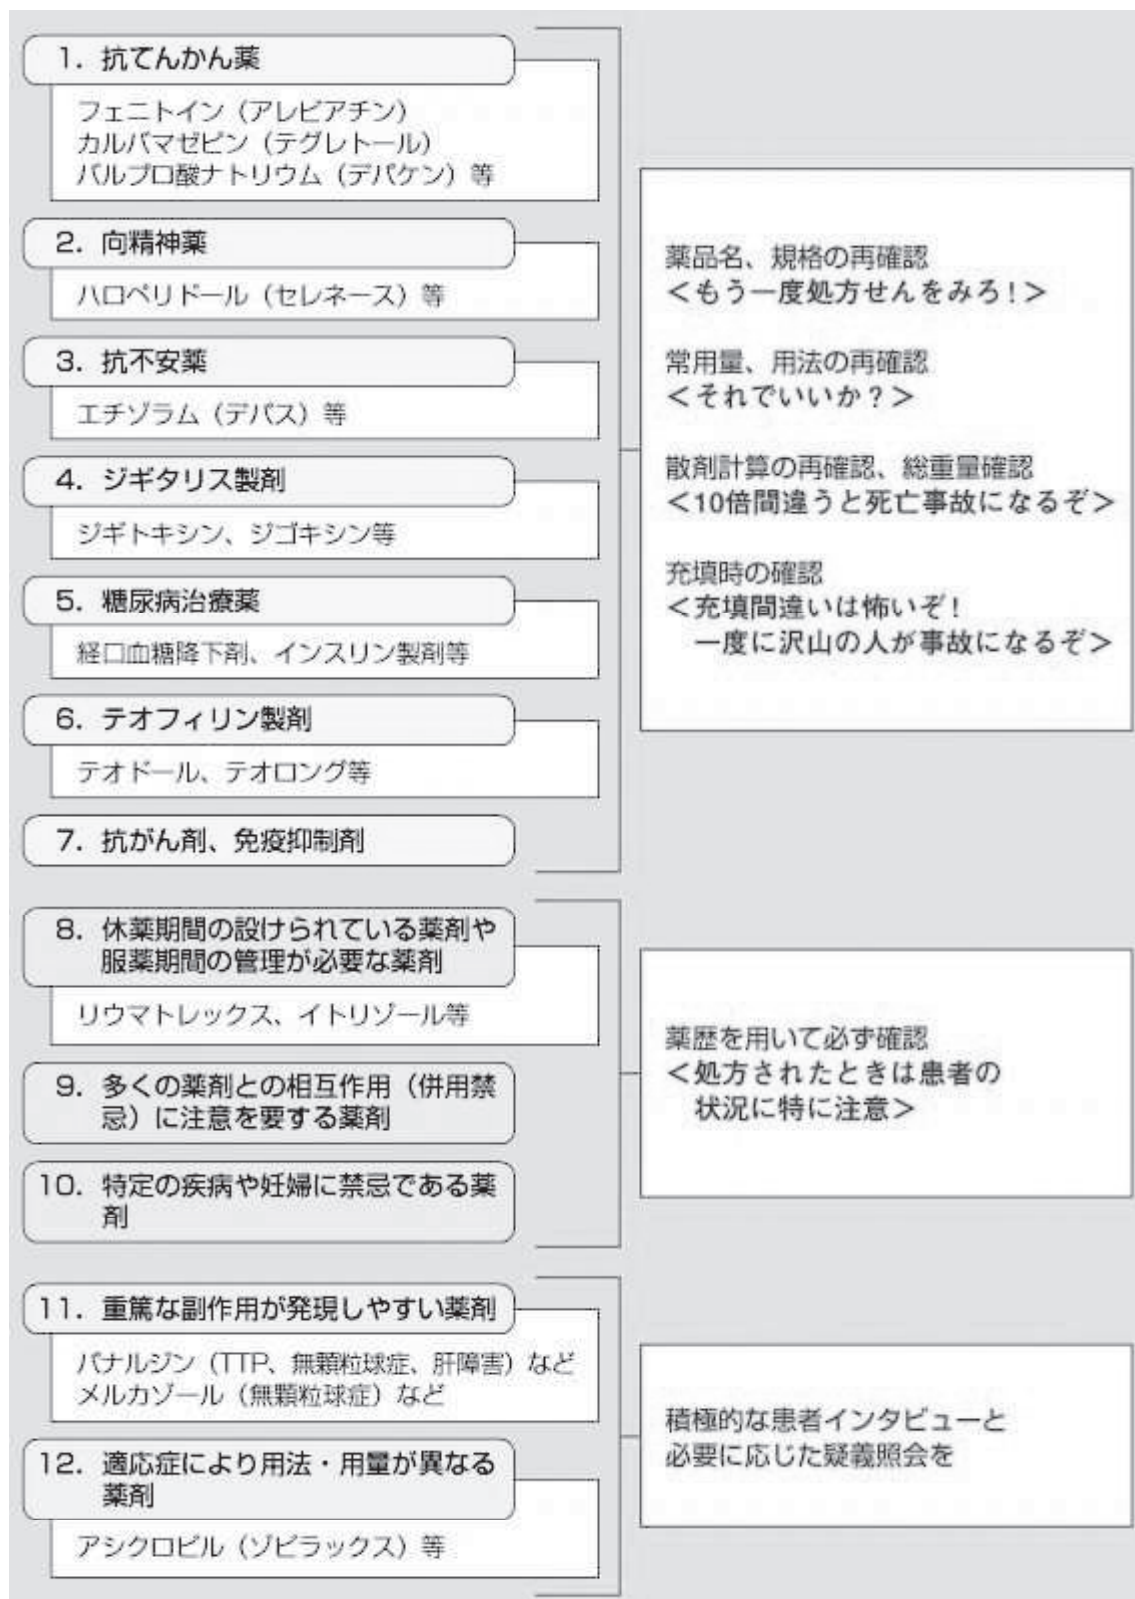 1. 抗てんかん薬
フェニトイン（アレビアチン）
カルバマゼピン（テグレトール）
バルプロ酸ナトリウム（デパケン）等
2. 向精神薬
ハロペリドール（セレネース）等
3. 抗不安薬
エチゾラム（デパス）等
4. ジギタリス製剤
ジギトキシン、ジゴキシン等
5. 糖尿病治療薬
経口血糖降下剤、インスリン製剤等
6. テオフィリン製剤
テオドール、テオロング等
7. 抗がん剤、免疫抑制剤
薬品名、規格の再確認
＜もう一度処方せんをみろ！＞
常用量、用法の再確認
＜それでいいか？＞
散剤計算の再確認、総重量確認
＜10倍間違うと死亡事故になるぞ＞
充填時の確認
＜充填間違いは怖いぞ！
一度に沢山の人が事故になるぞ＞
8. 休薬期間の設けられている薬剤や
服薬期間の管理が必要な薬剤
リウマトレックス、イトリゾール等
9. 多くの薬剤との相互作用（併用禁
忌）に注意を要する薬剤
10. 特定の疾病や妊婦に禁忌である薬
剤
薬歴を用いて必ず確認
＜処方されたときは患者の
状況に特に注意＞
11. 重篤な副作用が発現しやすい薬剤
パナルジン（TTP、無顆粒球症、肝障害）など
メルカゾール（無顆粒球症）など
12. 適応症により用法・用量が異なる
薬剤
アシクロビル（ゾビラックス）等
積極的な患者インタビューと
必要に応じた疑義照会を